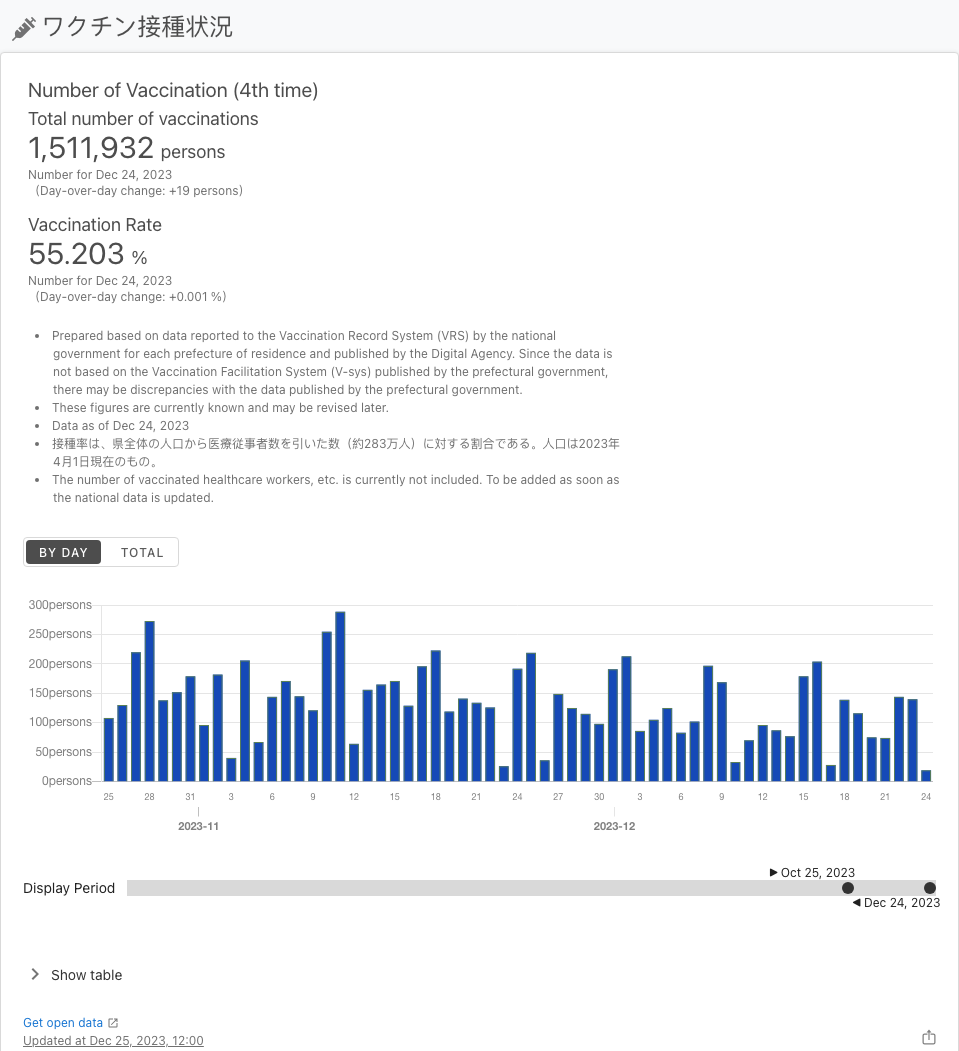 ワクチン接種状況
Number of Vaccination (4th time)
Total number of vaccinations
1,511,932 persons
Number for Dec 24, 2023
(Day-over-day change: +19 persons)
Vaccination Rate
55.203 %
Number for Dec 24, 2023
(Day-over-day change: +0.001 %)
• Prepared based on data reported to the Vaccination Record System (VRS) by the national
government for each prefecture of residence and published by the Digital Agency. Since the data is
not based on the Vaccination Facilitation System (V-sys) published by the prefectural government,
there may be discrepancies with the data published by the prefectural government.
• These figures are currently known and may be revised later.
• Data as of Dec 24, 2023
• 接種率は、県全体の人口から医療従事者数を引いた数（約283万人）に対する割合である。人口は2023年
4月1日現在のもの。
• The number of vaccinated healthcare workers, etc. is currently not included. To be added as soon as
the national data is updated.
BY DAY TOTAL
300persons
250persons
200persons
150persons
100persons
50persons
0persons
25 28 31 3 6 9 12 15 18 21 24 27 30 3 6 9 12 15 18 21 24
2023-11 2023-12
▶ Oct 25, 2023
Display Period
◀ Dec 24, 2023
Show table
Get open data
Updated at Dec 25, 2023, 12:00